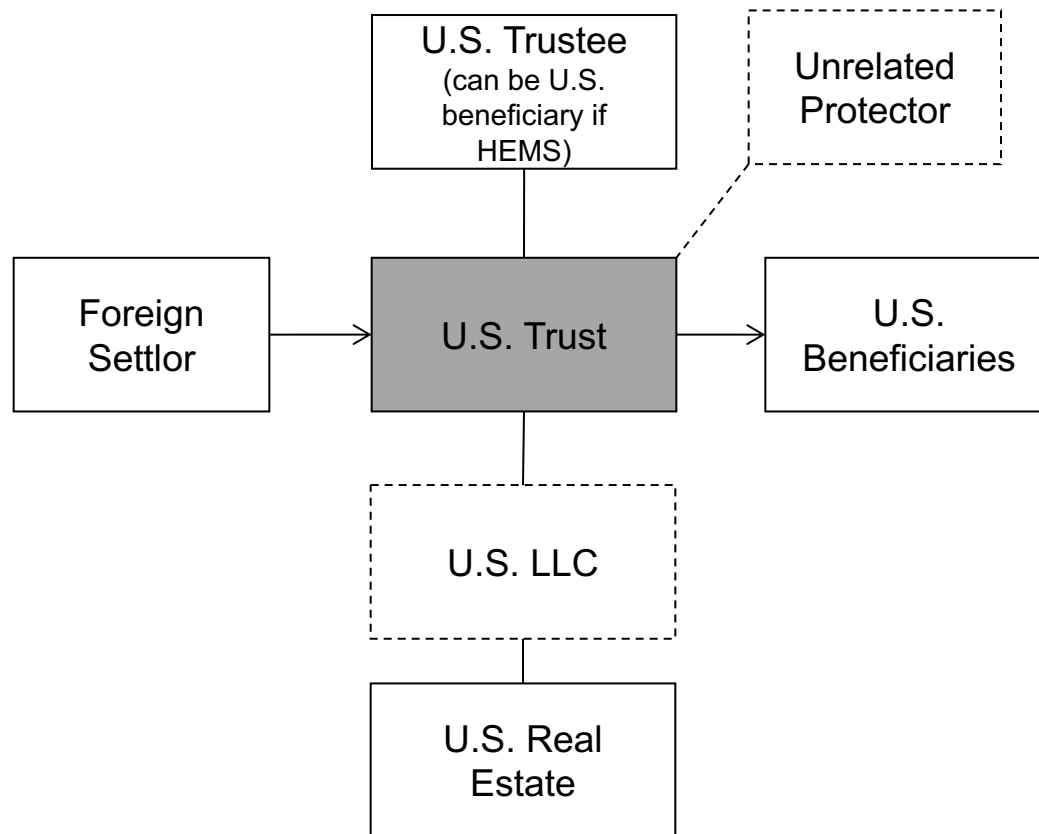 U.S. Trustee
(can be U.S.
beneficiary if
HEMS)
Unrelated
Protector
Foreign
Settlor
U.S. Trust
U.S.
Beneficiaries
U.S. LLC
U.S. Real
Estate